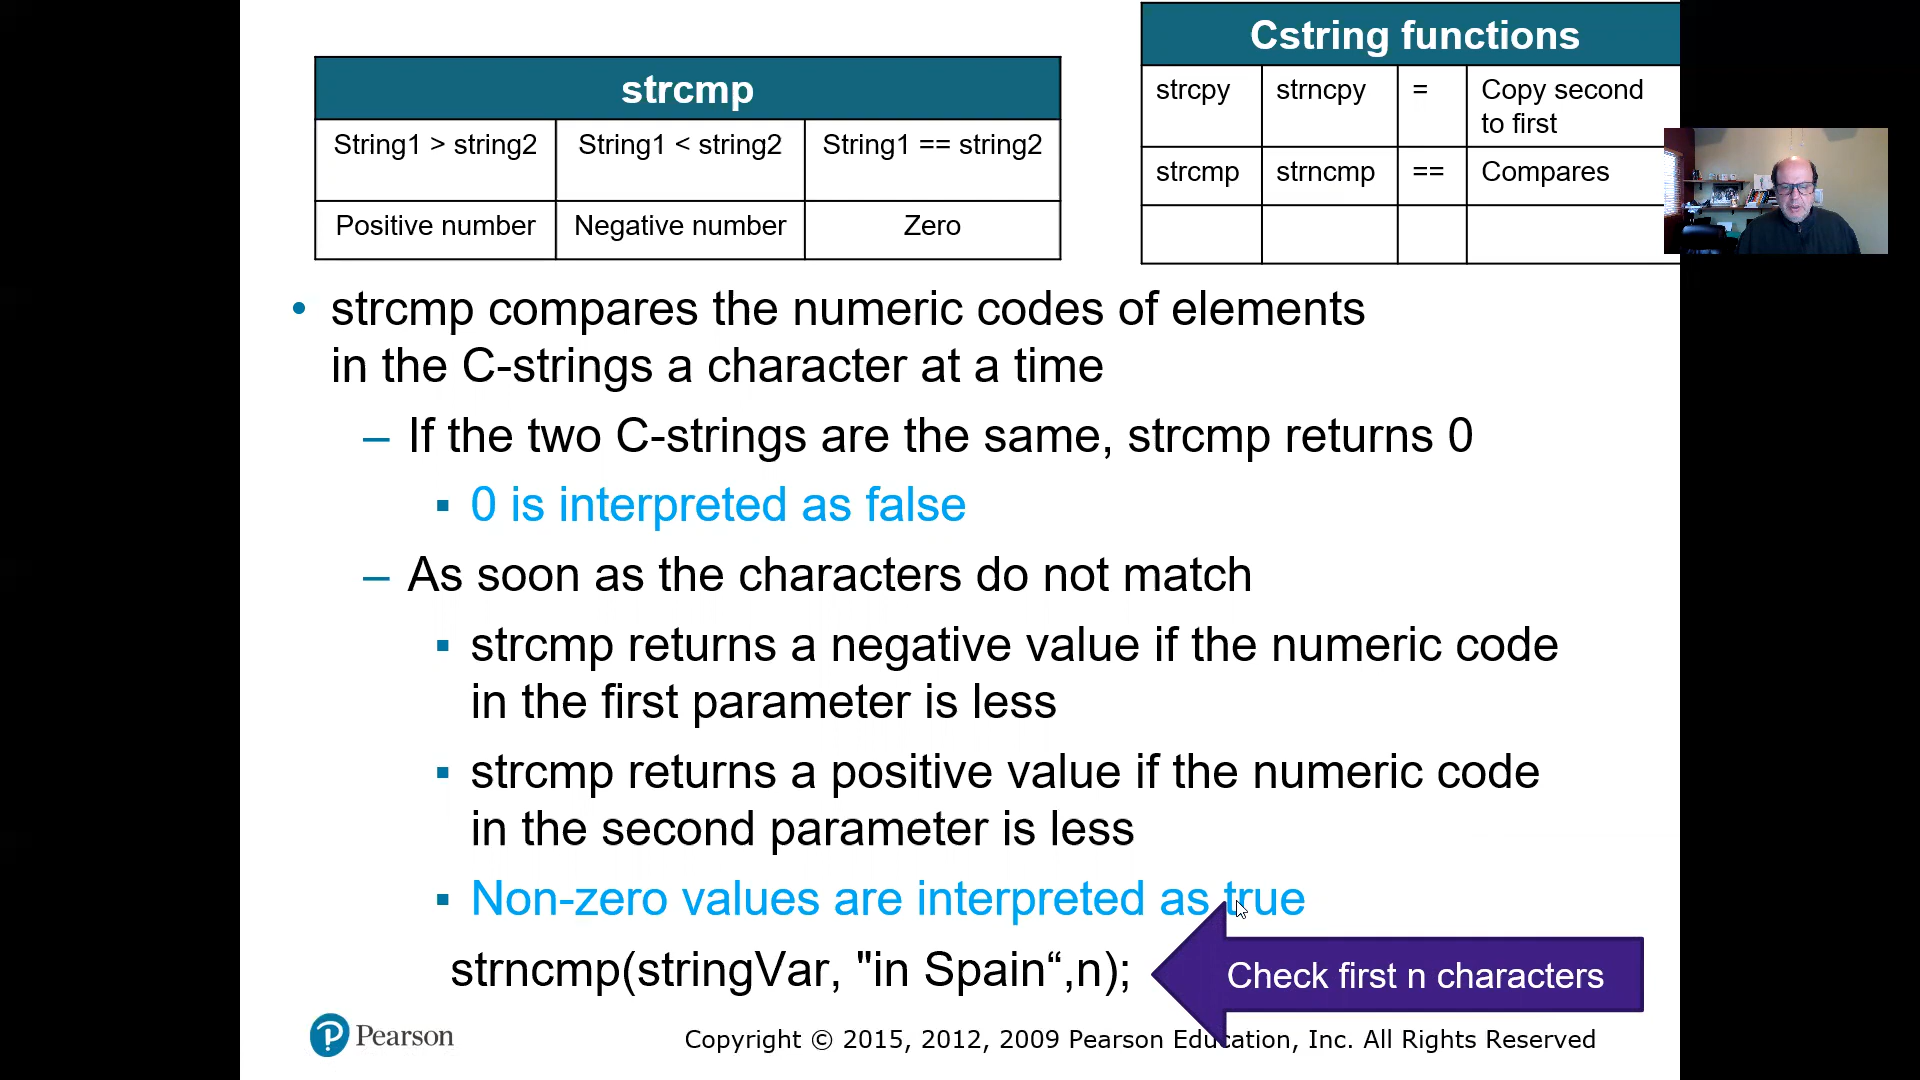 Cstring functions
strcpy strncpy = Copy second
to first
strcmp strncmp == Compares
strcmp
String1 > string2 String1 < string2 String1 == string2
Positive number Negative number Zero
• strcmp compares the numeric codes of elements
in the C-strings a character at a time
– If the two C-strings are the same, strcmp returns 0
▪ 0 is interpreted as false
– As soon as the characters do not match
▪ strcmp returns a negative value if the numeric code
in the first parameter is less
▪ strcmp returns a positive value if the numeric code
in the second parameter is less
▪ Non-zero values are interpreted as true
strncmp(stringVar, "in Spain“,n);
Check first n characters
P Pearson
Copyright © 2015, 2012, 2009 Pearson Education, Inc. All Rights Reserved